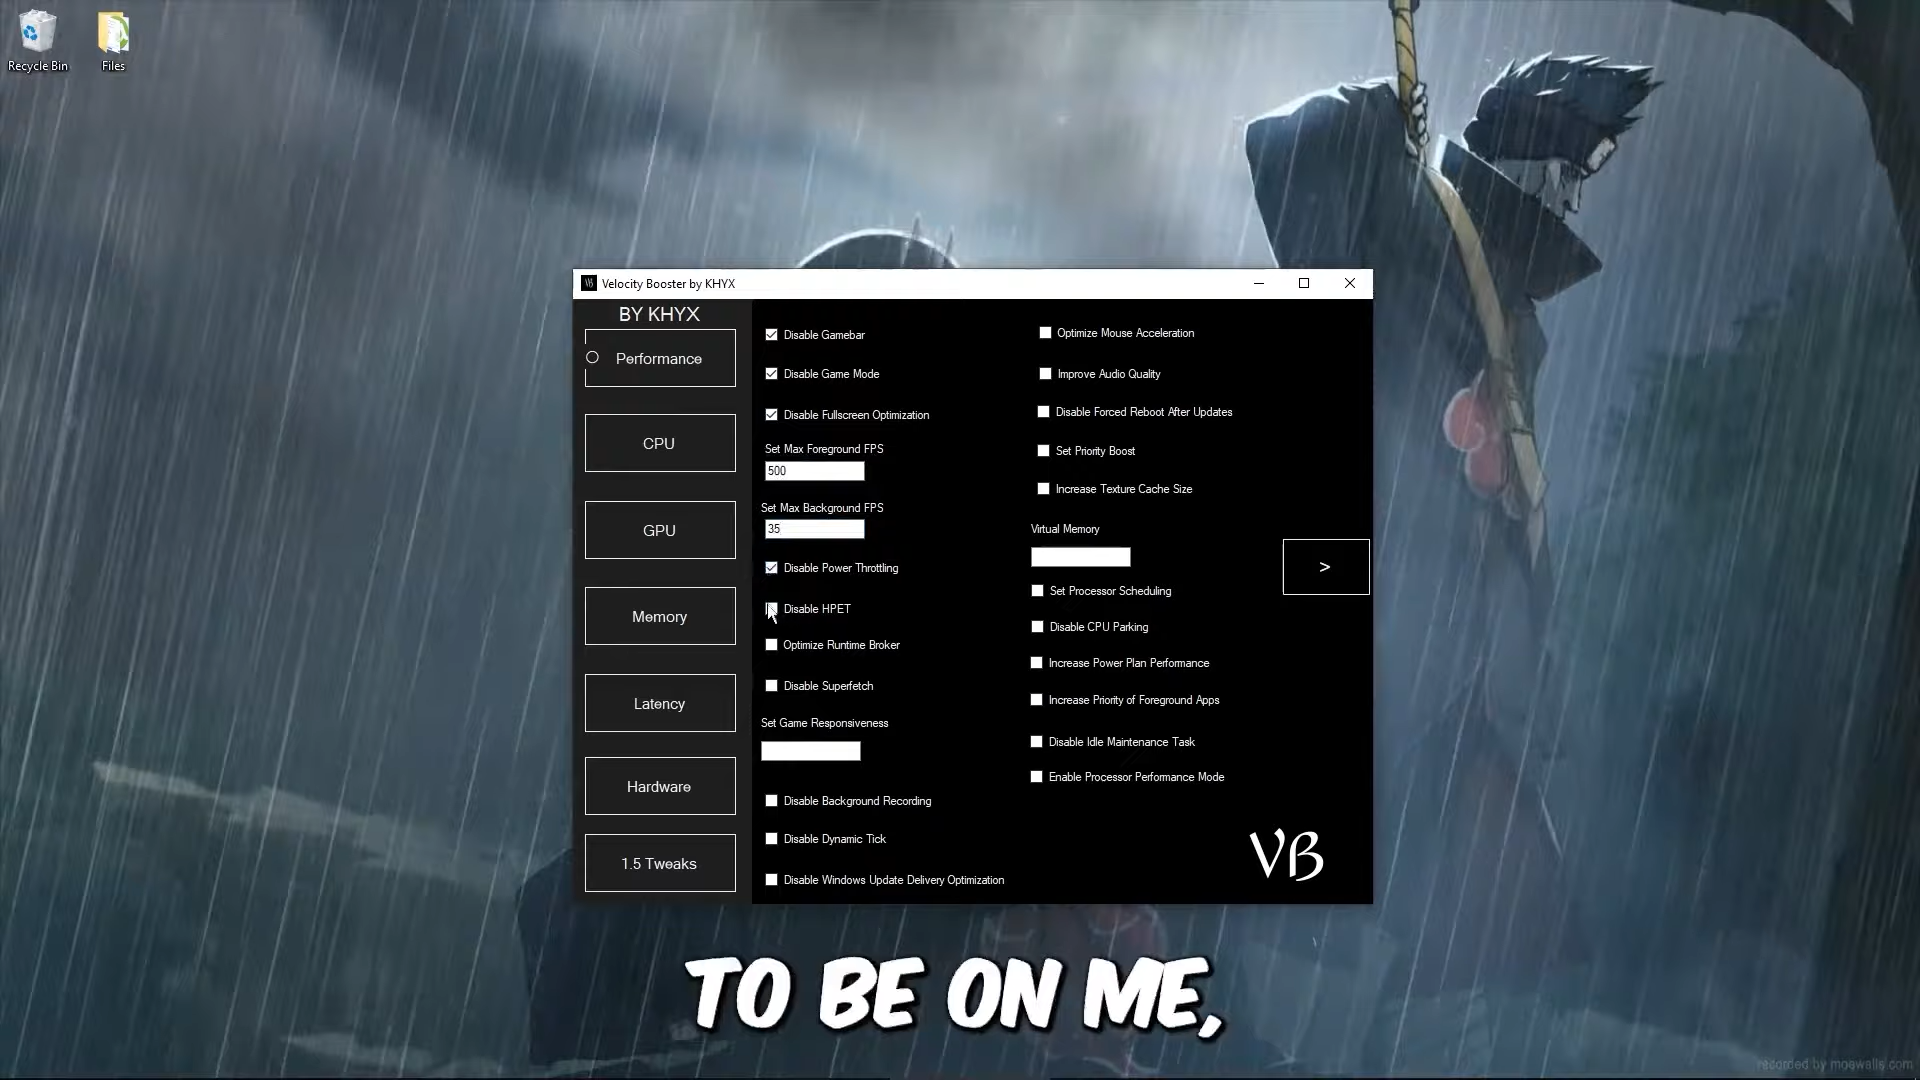 Recycle Bin
Files
Velocity Booster by KHYX
BY KHYX
Performance
CPU
GPU
Memory
Latency
Hardware
1.5 Tweaks
Disable Gamebar
Disable Game Mode
Disable Fullscreen Optimization
Set Max Foreground FPS
500
Set Max Background FPS
35
Disable Power Throttling
Disable HPET
Optimize Runtime Broker
Disable Superfetch
Set Game Responsiveness
Disable Background Recording
Disable Dynamic Tick
Disable Windows Update Delivery Optimization
Optimize Mouse Acceleration
Improve Audio Quality
Disable Forced Reboot After Updates
Set Priority Boost
Increase Texture Cache Size
Virtual Memory
Set Processor Scheduling
Disable CPU Parking
Increase Power Plan Performance
Increase Priority of Foreground Apps
Disable Idle Maintenance Task
Enable Processor Performance Mode
>
VB
TO BE ON ME,
recorded by moewalls.com